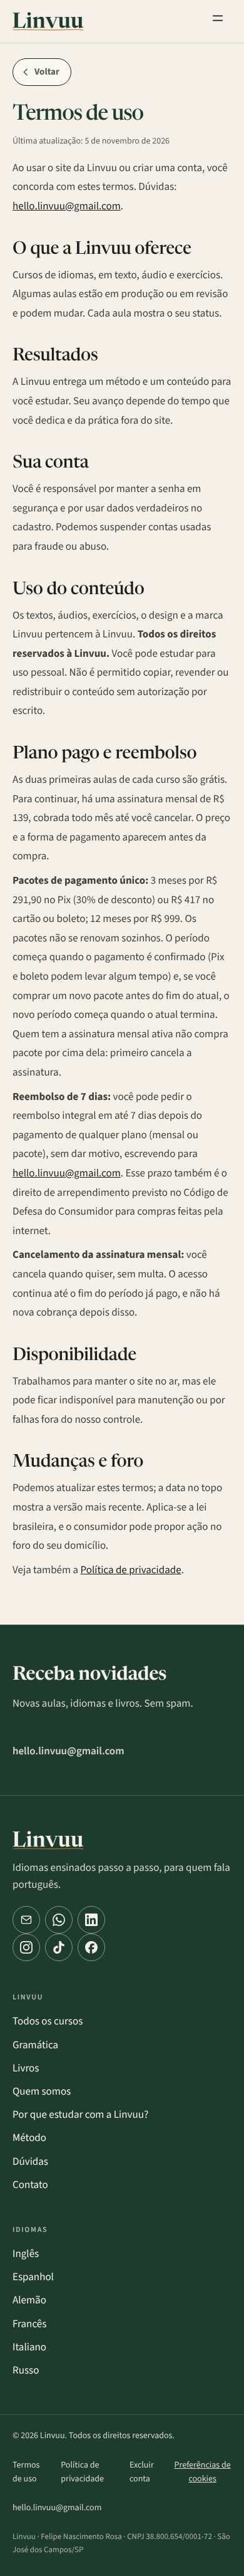 Linvuu
Voltar
Termos de uso
Última atualização: 5 de novembro de 2026
Ao usar o site da Linvuu ou criar uma conta, você
concorda com estes termos. Dúvidas:
hello.linvuu@gmail.com.
O que a Linvuu oferece
Cursos de idiomas, em texto, áudio e exercícios.
Algumas aulas estão em produção ou em revisão
e podem mudar. Cada aula mostra o seu status.
Resultados
A Linvuu entrega um método e um conteúdo para
você estudar. Seu avanço depende do tempo que
você dedica e da prática fora do site.
Sua conta
Você é responsável por manter a senha em
segurança e por usar dados verdadeiros no
cadastro. Podemos suspender contas usadas
para fraude ou abuso.
Uso do conteúdo
Os textos, áudios, exercícios, o design e a marca
Linvuu pertencem à Linvuu. Todos os direitos
reservados à Linvuu. Você pode estudar para
uso pessoal. Não é permitido copiar, revender ou
redistribuir o conteúdo sem autorização por
escrito.
Plano pago e reembolso
As duas primeiras aulas de cada curso são grátis.
Para continuar, há uma assinatura mensal de R$
139, cobrada todo mês até você cancelar. O preço
e a forma de pagamento aparecem antes da
compra.
Pacotes de pagamento único: 3 meses por R$
291,90 no Pix (30% de desconto) ou R$ 417 no
cartão ou boleto; 12 meses por R$ 999. Os
pacotes não se renovam sozinhos. O período
começa quando o pagamento é confirmado (Pix
e boleto podem levar algum tempo) e, se você
comprar um novo pacote antes do fim do atual, o
novo período começa quando o atual termina.
Quem tem a assinatura mensal ativa não compra
pacote por cima dela: primeiro cancela a
assinatura.
Reembolso de 7 dias: você pode pedir o
reembolso integral em até 7 dias depois do
pagamento de qualquer plano (mensal ou
pacote), sem dar motivo, escrevendo para
hello.linvuu@gmail.com. Esse prazo também é o
direito de arrependimento previsto no Código de
Defesa do Consumidor para compras feitas pela
internet.
Cancelamento da assinatura mensal: você
cancela quando quiser, sem multa. O acesso
continua até o fim do período já pago, e não há
nova cobrança depois disso.
Disponibilidade
Trabalhamos para manter o site no ar, mas ele
pode ficar indisponível para manutenção ou por
falhas fora do nosso controle.
Mudanças e foro
Podemos atualizar estes termos; a data no topo
mostra a versão mais recente. Aplica-se a lei
brasileira, e o consumidor pode propor ação no
foro do seu domicílio.
Veja também a Política de privacidade.
Receba novidades
Novas aulas, idiomas e livros. Sem spam.
hello.linvuu@gmail.com
Linvuu
Idiomas ensinados passo a passo, para quem fala
português.
LINVUU
Todos os cursos
Gramática
Livros
Quem somos
Por que estudar com a Linvuu?
Método
Dúvidas
Contato
IDIOMAS
Inglês
Espanhol
Alemão
Francês
Italiano
Russo
© 2026 Linvuu. Todos os direitos reservados.
Termos de uso
Política de privacidade
Excluir conta
Preferências de cookies
hello.linvuu@gmail.com
Linvuu · Felipe Nascimento Rosa · CNPJ 38.800.654/0001-72 · São
José dos Campos/SP